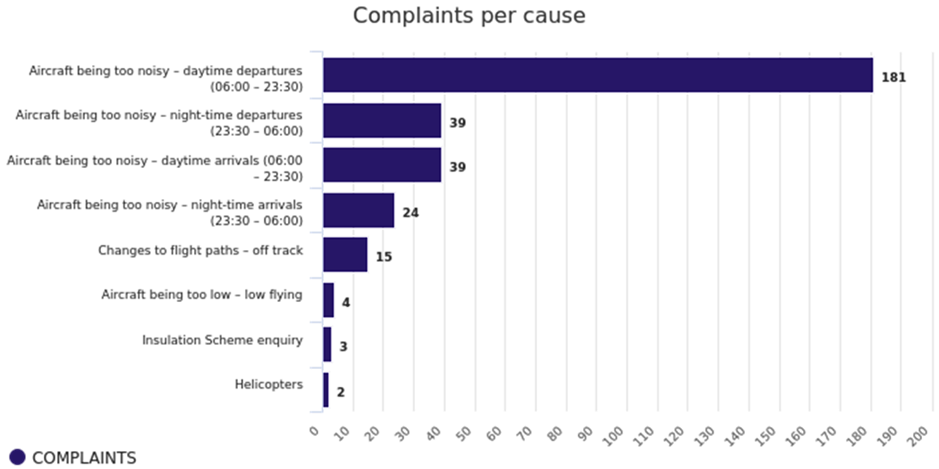 Complaints per cause
Aircraft being too noisy – daytime departures
(06:00 – 23:30)
181
Aircraft being too noisy – night-time departures
(23:30 – 06:00)
39
Aircraft being too noisy – daytime arrivals (06:00
– 23:30)
39
Aircraft being too noisy – night-time arrivals
(23:30 – 06:00)
24
Changes to flight paths – off track
15
Aircraft being too low – low flying
4
Insulation Scheme enquiry
3
Helicopters
2
0 10 20 30 40 50 60 70 80 90 100 110 120 130 140 150 160 170 180 190 200
COMPLAINTS